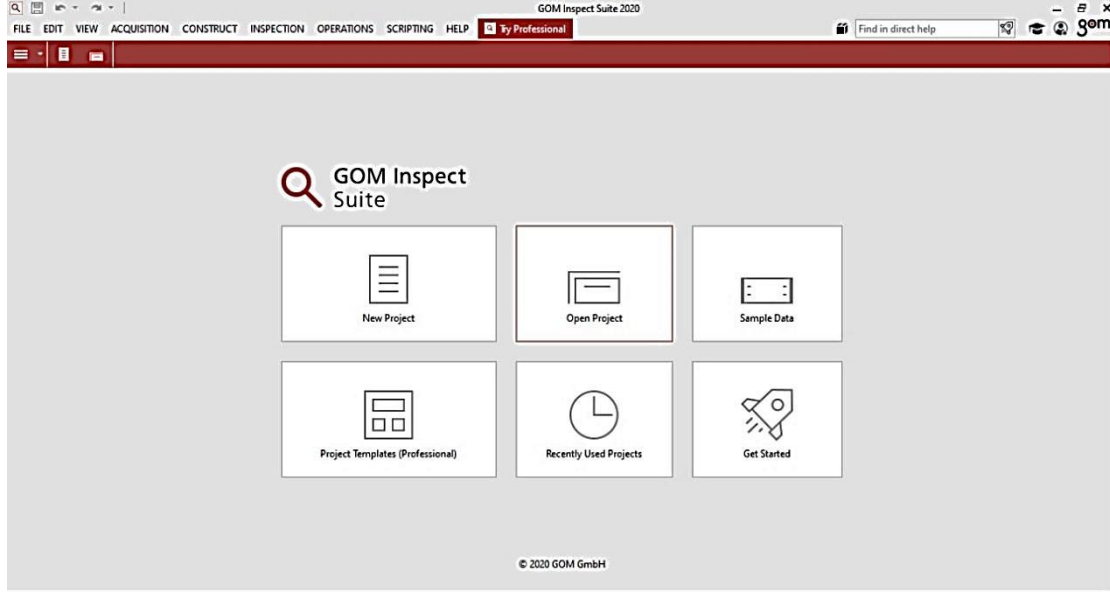 GOM Inspect Suite 2020
FILE EDIT VIEW ACQUISITION CONSTRUCT INSPECTION OPERATIONS SCRIPTING HELP Try Professional Find in direct help gom
GOM Inspect
Suite
New Project Open Project Sample Data
Project Templates (Professional) Recently Used Projects Get Started
© 2020 GOM GmbH